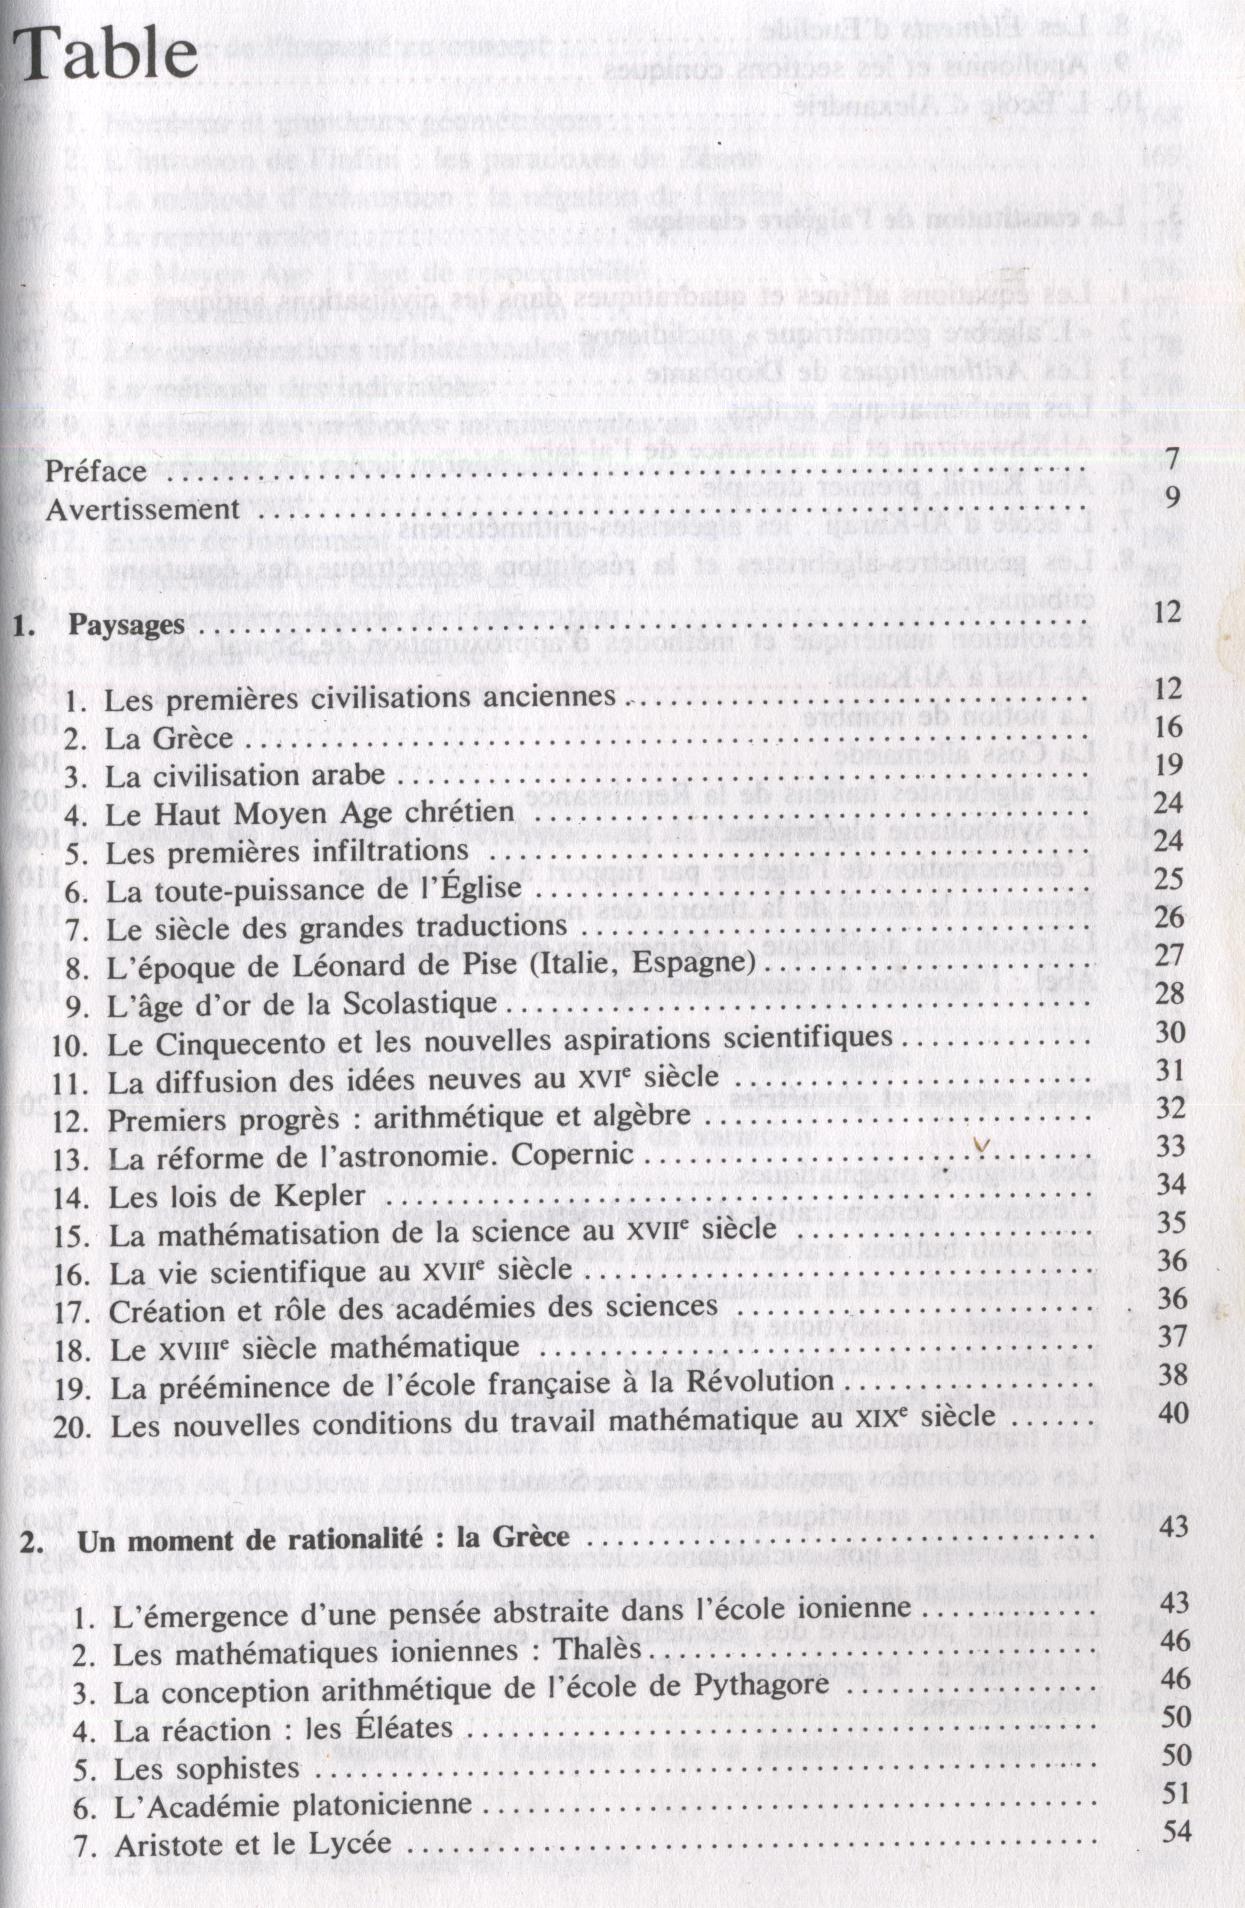 Table
Préface 7
Avertissement 9
1. Paysages 12
1. Les premières civilisations anciennes 12
2. La Grèce 16
3. La civilisation arabe 19
4. Le Haut Moyen Age chrétien 24
5. Les premières infiltrations 24
6. La toute-puissance de l'Église 25
7. Le siècle des grandes traductions 26
8. L'époque de Léonard de Pise (Italie, Espagne) 27
9. L'âge d'or de la Scolastique 28
10. Le Cinquecento et les nouvelles aspirations scientifiques 30
11. La diffusion des idées neuves au XVIe siècle 31
12. Premiers progrès : arithmétique et algèbre 32
13. La réforme de l'astronomie. Copernic 33
14. Les lois de Kepler 34
15. La mathématisation de la science au XVIIe siècle 35
16. La vie scientifique au XVIIe siècle 36
17. Création et rôle des académies des sciences 36
18. Le XVIIIe siècle mathématique 37
19. La prééminence de l'école française à la Révolution 38
20. Les nouvelles conditions du travail mathématique au XIXe siècle 40
2. Un moment de rationalité : la Grèce 43
1. L'émergence d'une pensée abstraite dans l'école ionienne 43
2. Les mathématiques ioniennes : Thalès 46
3. La conception arithmétique de l'école de Pythagore 46
4. La réaction : les Éléates 50
5. Les sophistes 50
6. L'Académie platonicienne 51
7. Aristote et le Lycée 54